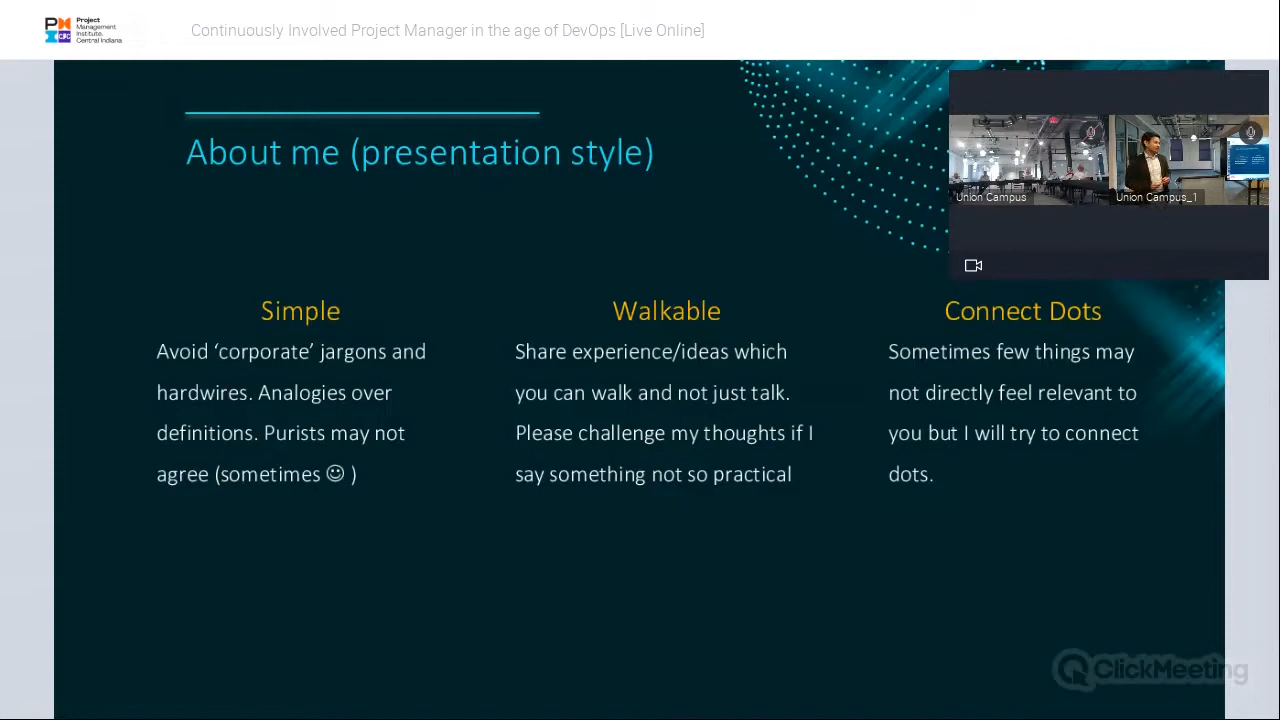 Project
Management
Institute.
Central Indiana
Continuously Involved Project Manager in the age of DevOps [Live Online]
About me (presentation style)
Union Campus
Union Campus_1
Simple
Avoid ‘corporate’ jargons and
hardwires. Analogies over
definitions. Purists may not
agree (sometimes ☺ )
Walkable
Share experience/ideas which
you can walk and not just talk.
Please challenge my thoughts if I
say something not so practical
Connect Dots
Sometimes few things may
not directly feel relevant to
you but I will try to connect
dots.
ClickMeeting